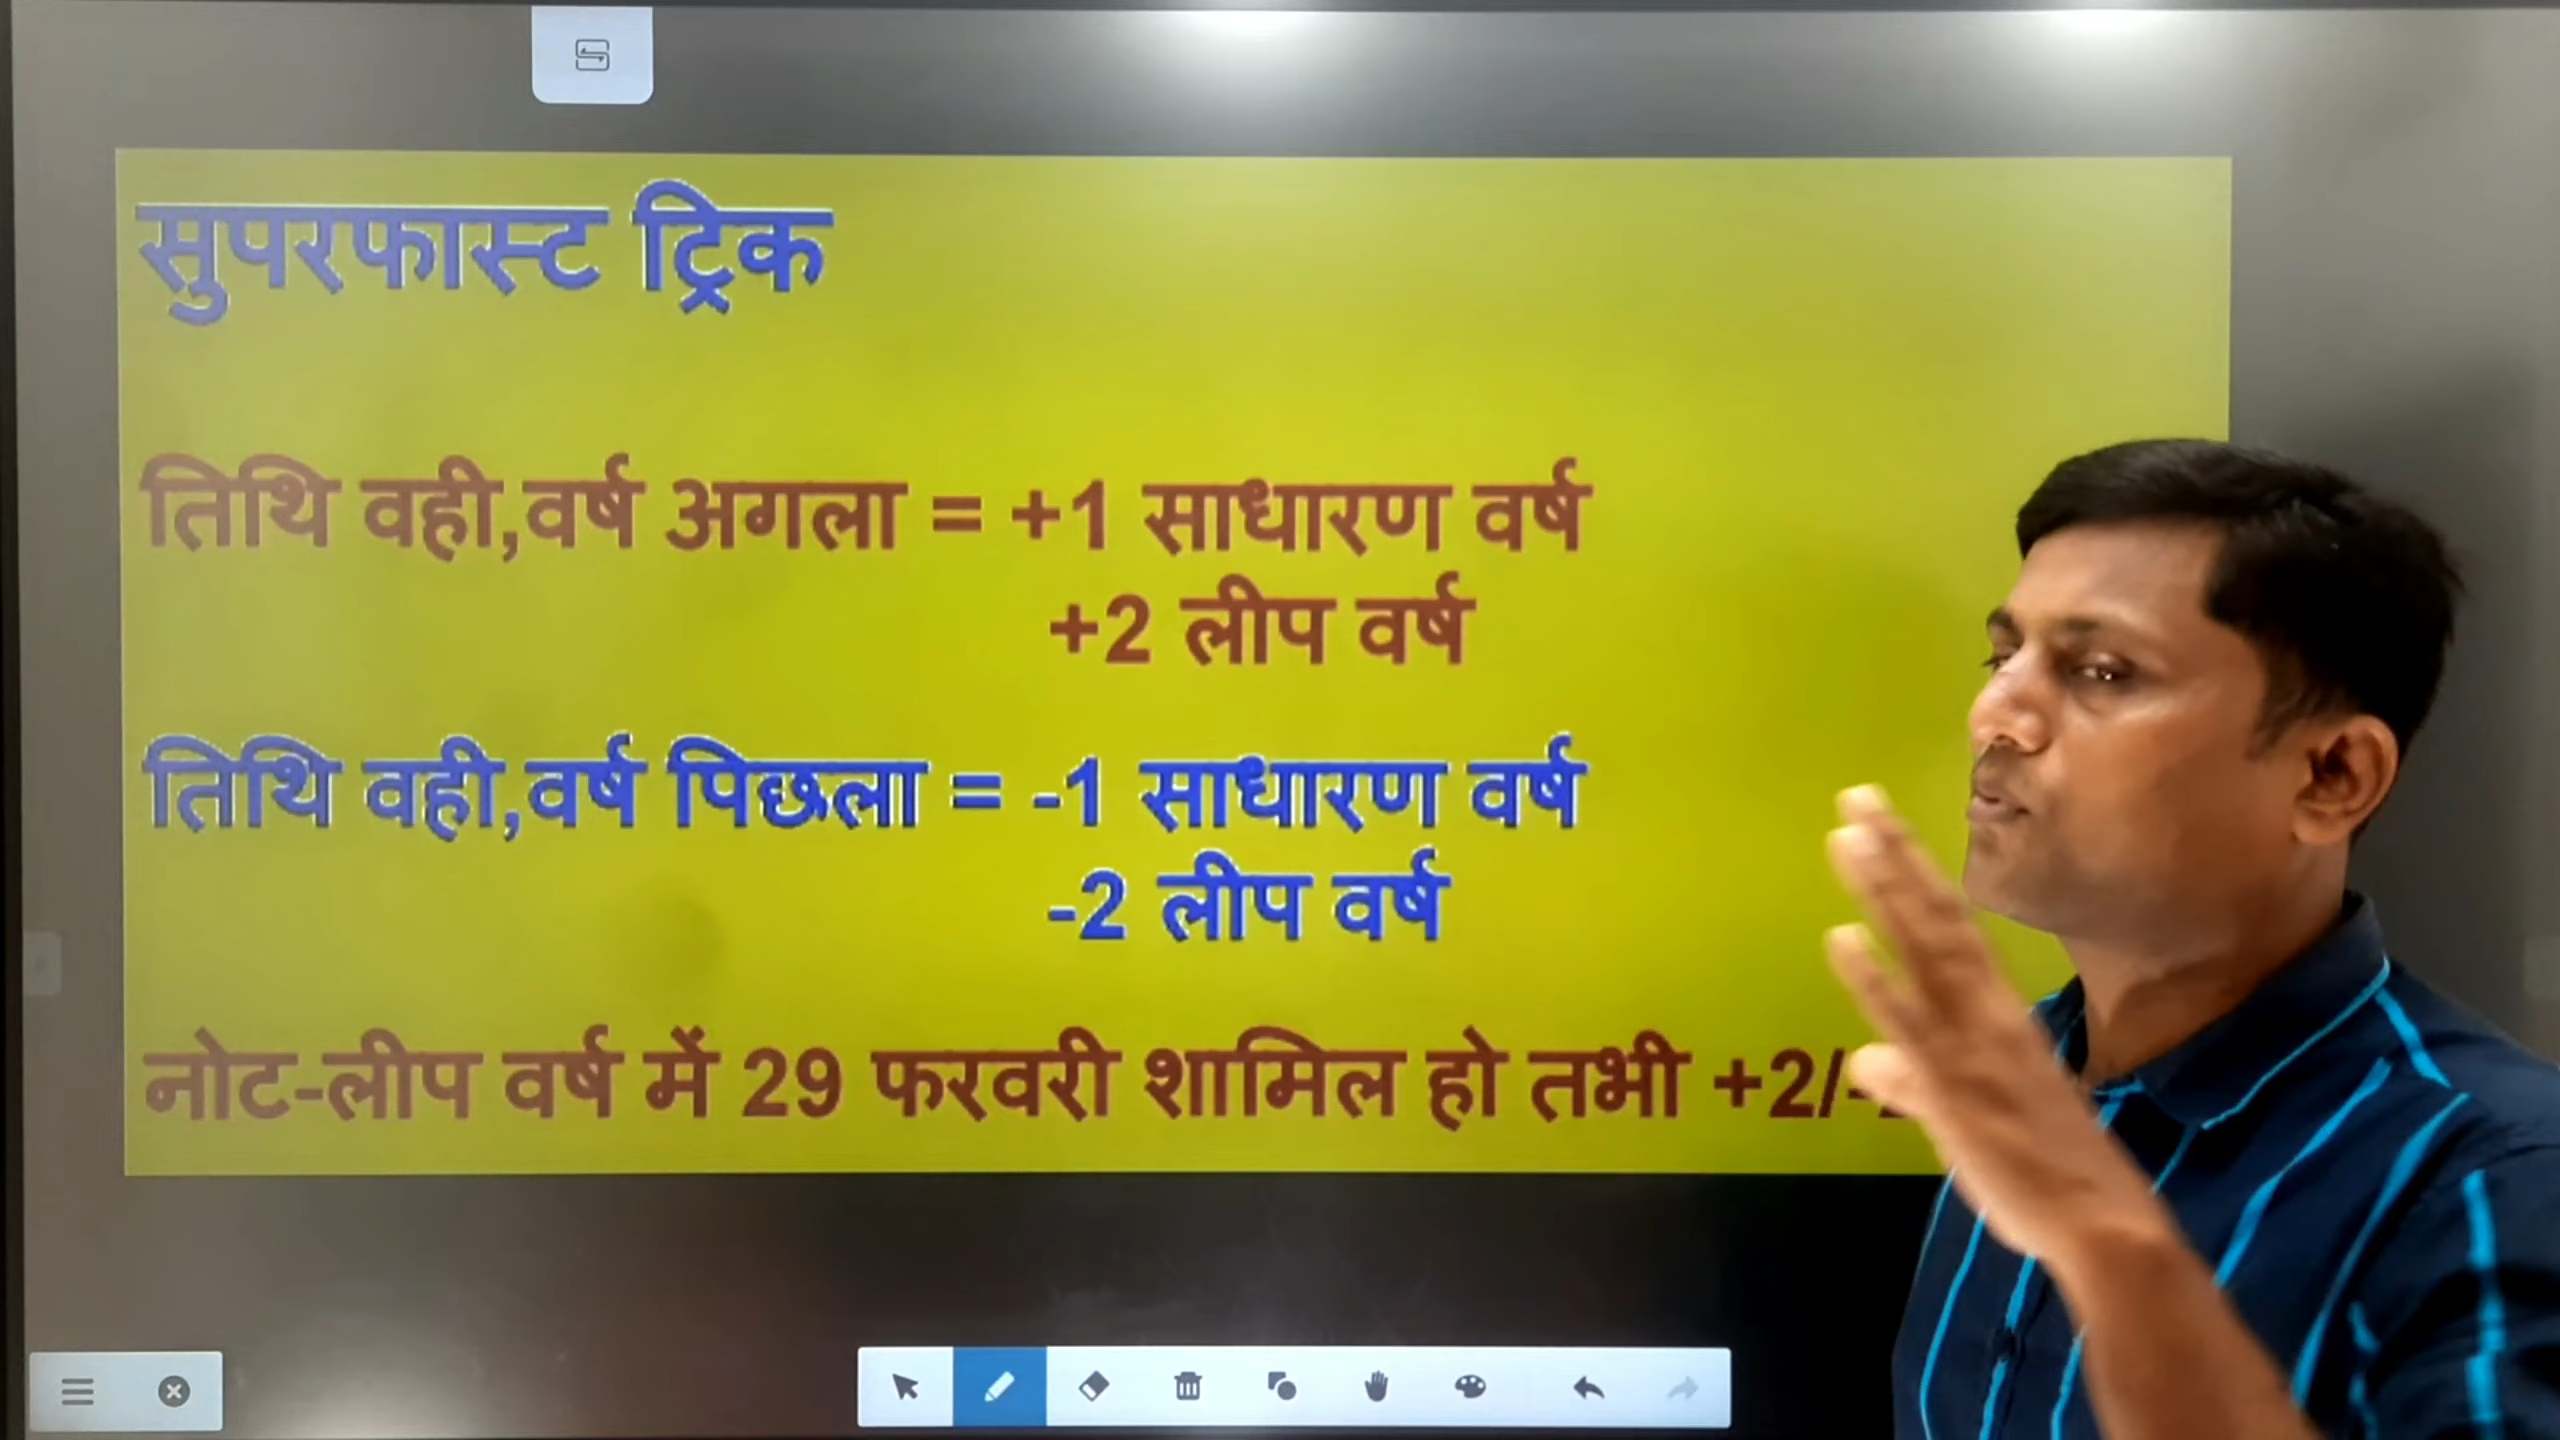 सुपरफास्ट ट्रिक
तिथि वही,वर्ष अगला = +1 साधारण वर्ष
+2 लीप वर्ष
तिथि वही,वर्ष पिछला = -1 साधारण वर्ष
-2 लीप वर्ष
नोट-लीप वर्ष में 29 फरवरी शामिल हो तभी +2/-